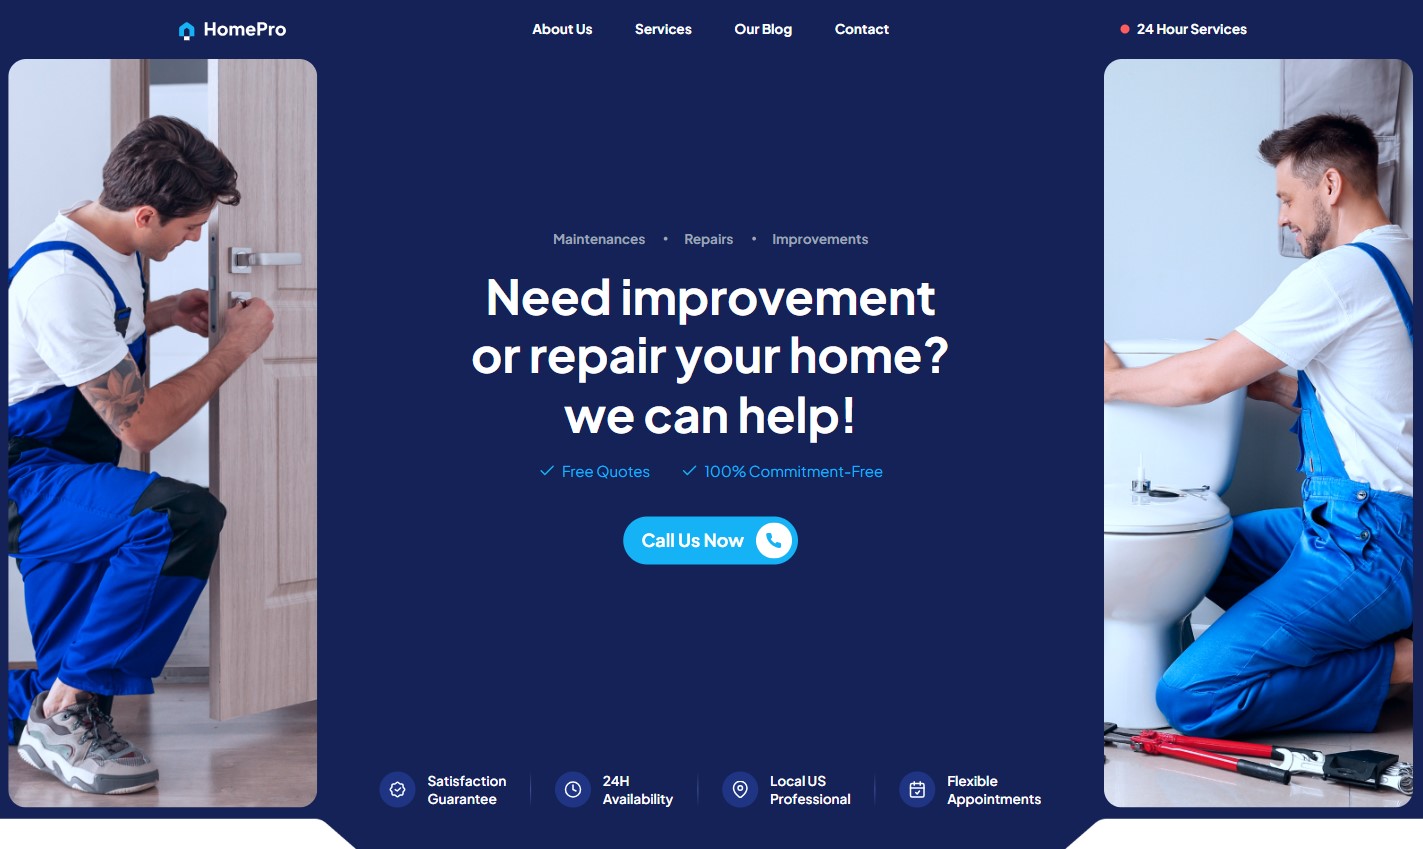 HomePro
About Us
Services
Our Blog
Contact
24 Hour Services
Maintenances • Repairs • Improvements
Need improvement
or repair your home?
we can help!
Free Quotes
100% Commitment-Free
Call Us Now
Satisfaction
Guarantee
24H
Availability
Local US
Professional
Flexible
Appointments